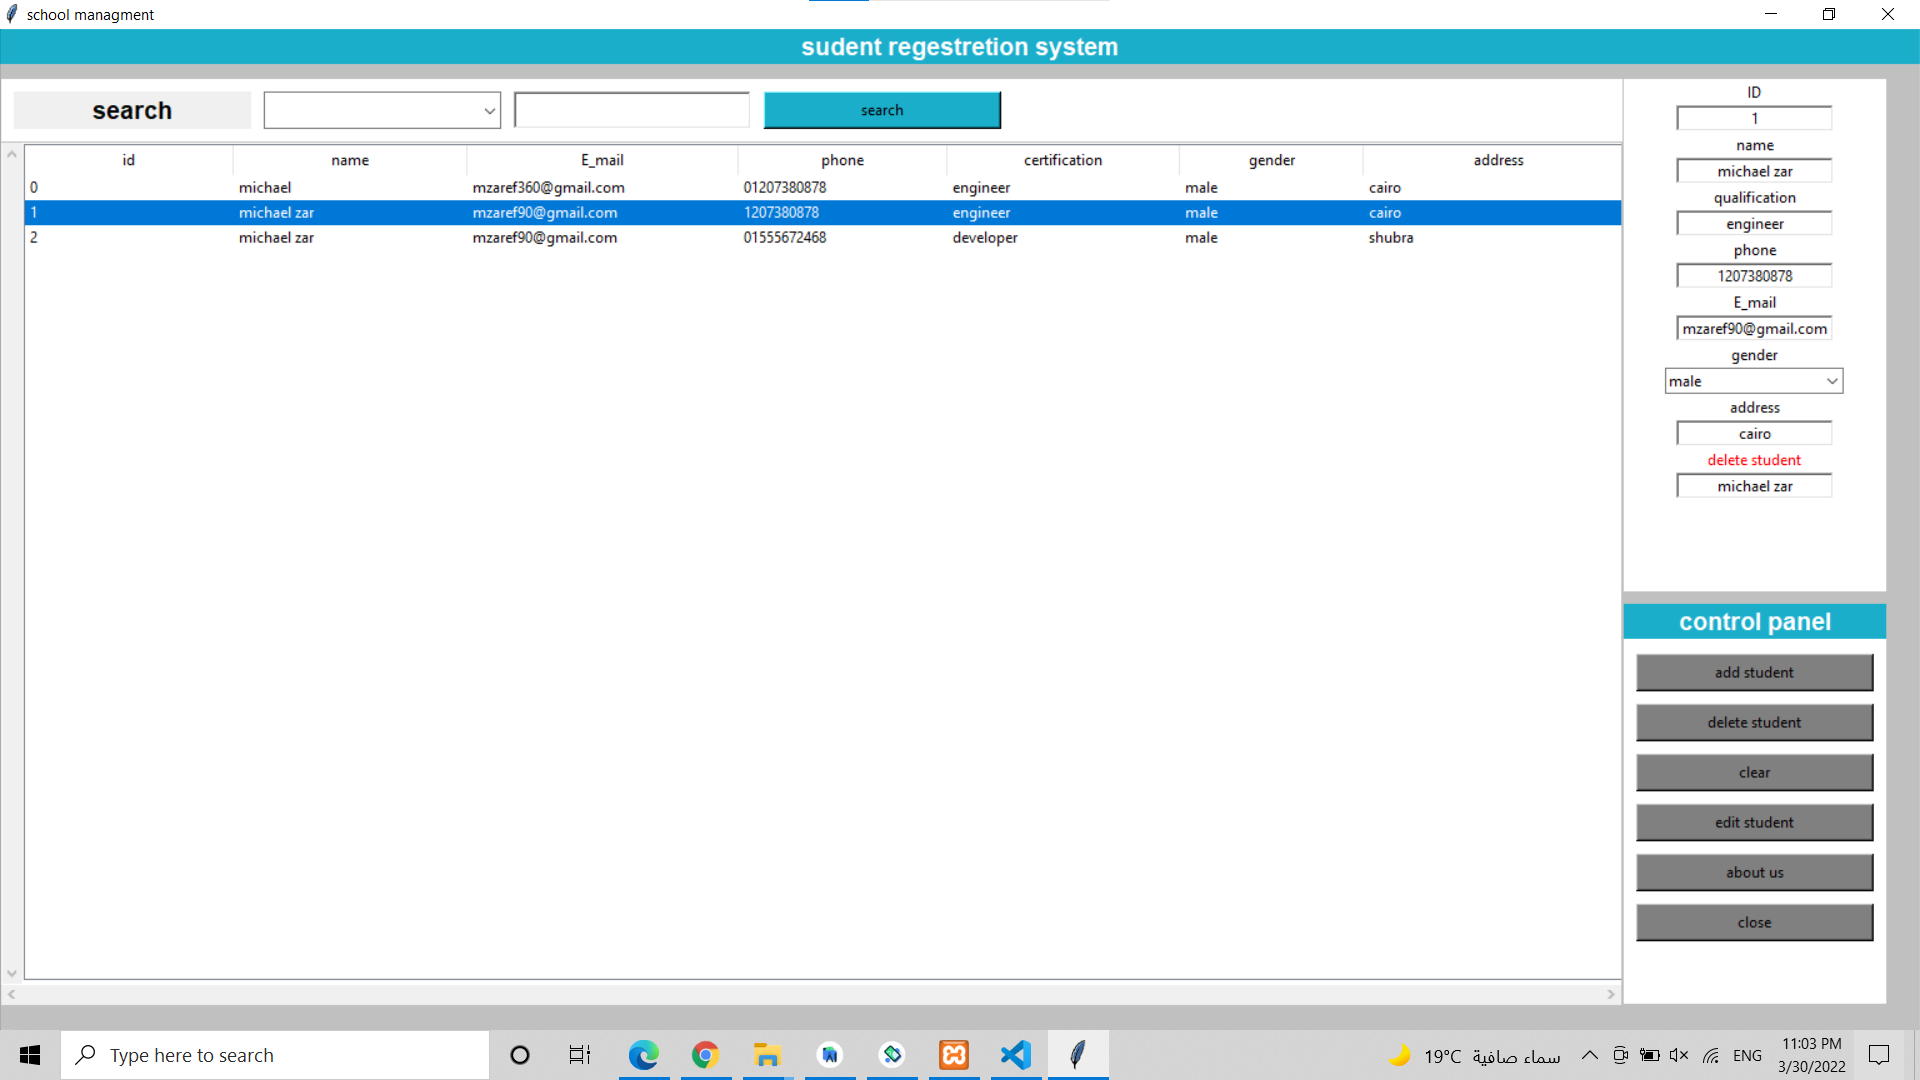 school managment
sudent regestretion system
search
search
id name E_mail phone certification gender address
0 michael mzaref360@gmail.com 01207380878 engineer male cairo
1 michael zar mzaref90@gmail.com 1207380878 engineer male cairo
2 michael zar mzaref90@gmail.com 01555672468 developer male shubra
ID
1
name
michael zar
qualification
engineer
phone
1207380878
E_mail
mzaref90@gmail.com
gender
male
address
cairo
delete student
michael zar
control panel
add student
delete student
clear
edit student
about us
close
Type here to search
19°C سماء صافية
ENG
11:03 PM
3/30/2022